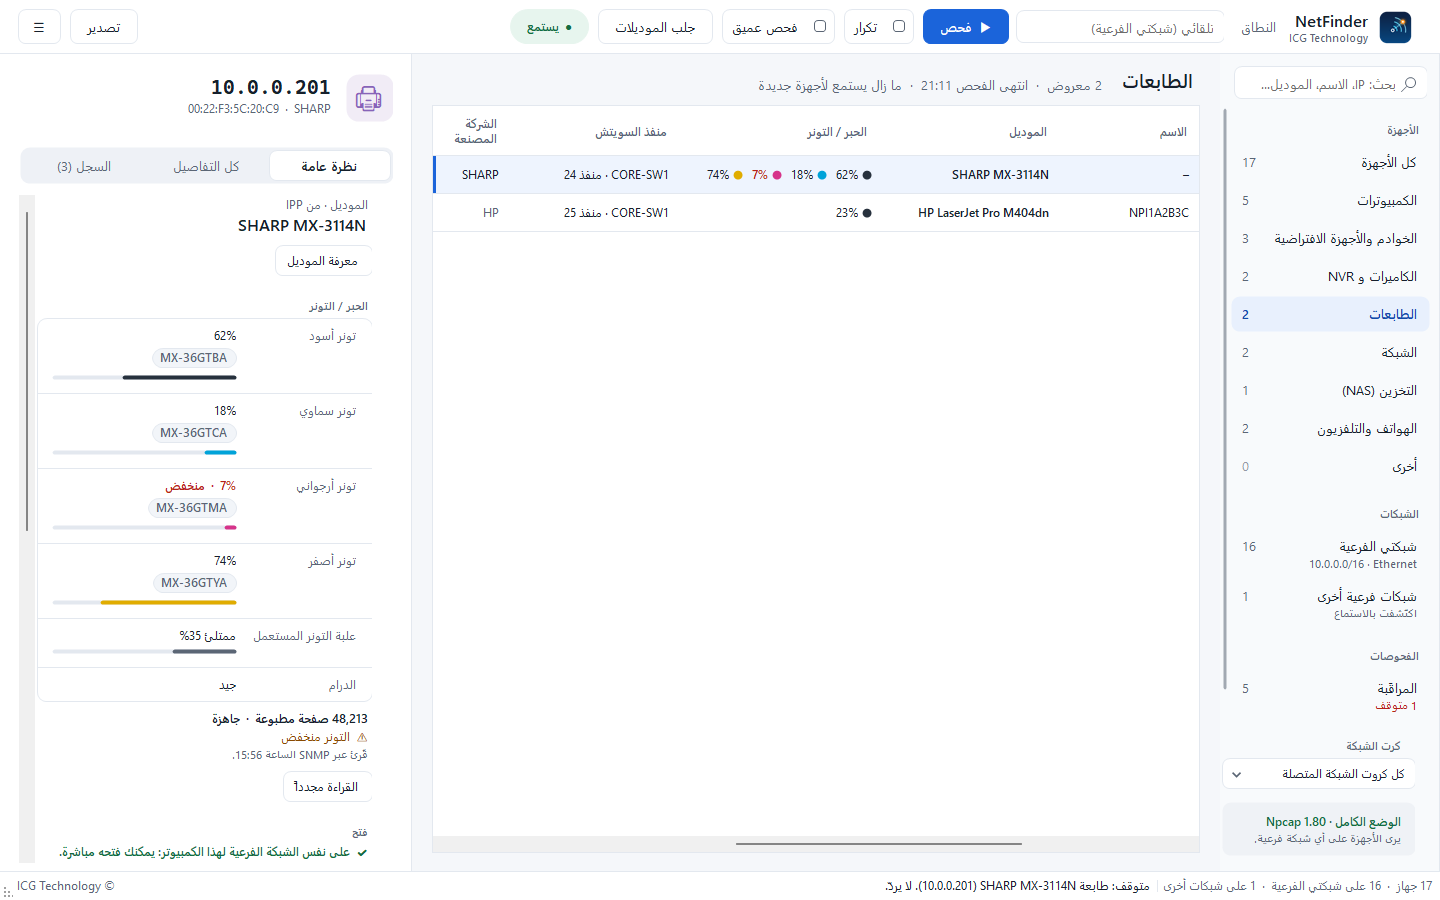 NetFinder
ICG Technology
النطاق
تلقائي (شبكتي الفرعية)
فحص
تكرار
فحص عميق
جلب الموديلات
يستمع
تصدير
بحث: IP، الاسم، الموديل...
الأجهزة
كل الأجهزة 17
الكمبيوترات 5
الخوادم والأجهزة الافتراضية 3
الكاميرات و NVR 2
الطابعات 2
الشبكة 2
التخزين (NAS) 1
الهواتف والتلفزيون 2
أخرى 0
الشبكات
شبكتي الفرعية 16
10.0.0.0/16 · Ethernet
شبكات فرعية أخرى 1
اكتُشفت بالاستماع
الفحوصات
المراقَبة 5
1 متوقف
كرت الشبكة
كل كروت الشبكة المتصلة
الوضع الكامل · Npcap 1.80
يرى الأجهزة على أي شبكة فرعية.
الطابعات
2 معروض · انتهى الفحص 21:11 · ما زال يستمع لأجهزة جديدة
الاسم الموديل الحبر / التونر منفذ السويتش الشركة المصنعة
– SHARP MX-3114N 62% 18% 7% 74% CORE-SW1 · منفذ 24 SHARP
NPI1A2B3C HP LaserJet Pro M404dn 23% CORE-SW1 · منفذ 25 HP
10.0.0.201
00:22:F3:5C:20:C9 · SHARP
نظرة عامة
كل التفاصيل
السجل (3)
الموديل · من IPP
SHARP MX-3114N
معرفة الموديل
الحبر / التونر
تونر أسود 62%
MX-36GTBA
تونر سماوي 18%
MX-36GTCA
تونر أرجواني 7% · منخفض
MX-36GTMA
تونر أصفر 74%
MX-36GTYA
علبة التونر المستعمل ممتلئ 35%
الدرام جيد
48,213 صفحة مطبوعة · جاهزة
⚠ التونر منخفض
قُرئ عبر SNMP الساعة 15:56.
القراءة مجدداً
فتح
✔ على نفس الشبكة الفرعية لهذا الكمبيوتر: يمكنك فتحه مباشرة.
17 جهاز · 16 على شبكتي الفرعية · 1 على شبكات أخرى
متوقف: طابعة SHARP MX-3114N (10.0.0.201). لا يردّ.
ICG Technology ©